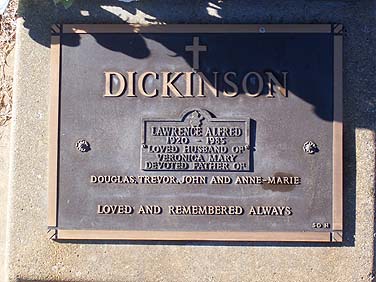 DICKINSON
LAWRENCE ALFRED
1920 - 1985
LOVED HUSBAND OF
VERONICA MARY
DEVOTED FATHER OF
DOUGLAS, TREVOR, JOHN AND ANNE-MARIE
LOVED AND REMEMBERED ALWAYS